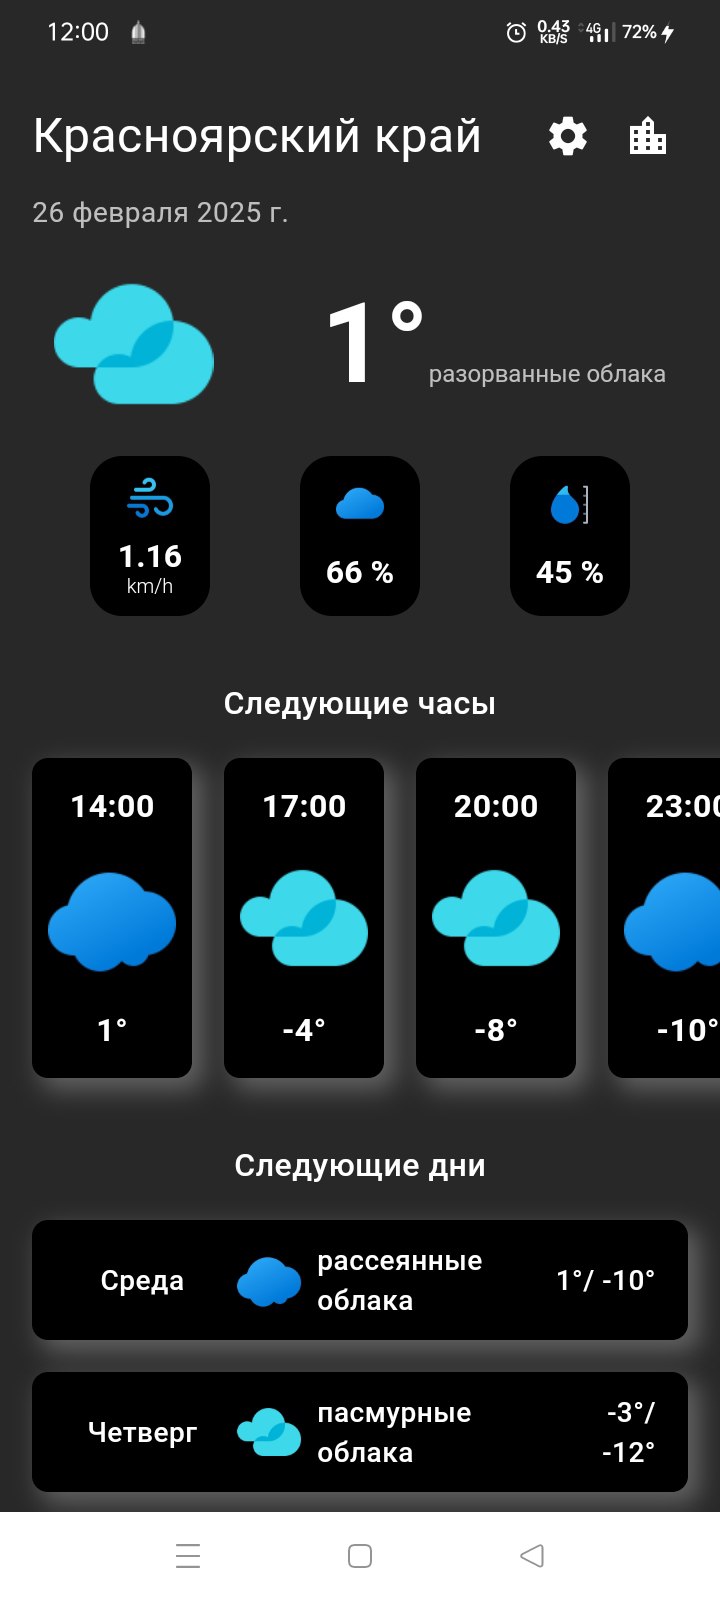 12:00
0.43
KB/S
4G
72%
Красноярский край
26 февраля 2025 г.
1°
разорванные облака
1.16
km/h
66 %
45 %
Следующие часы
14:00 17:00 20:00 23:00
1° -4° -8° -10°
Следующие дни
Среда
рассеянные
облака
1°/ -10°
Четверг
пасмурные
облака
-3°/
-12°